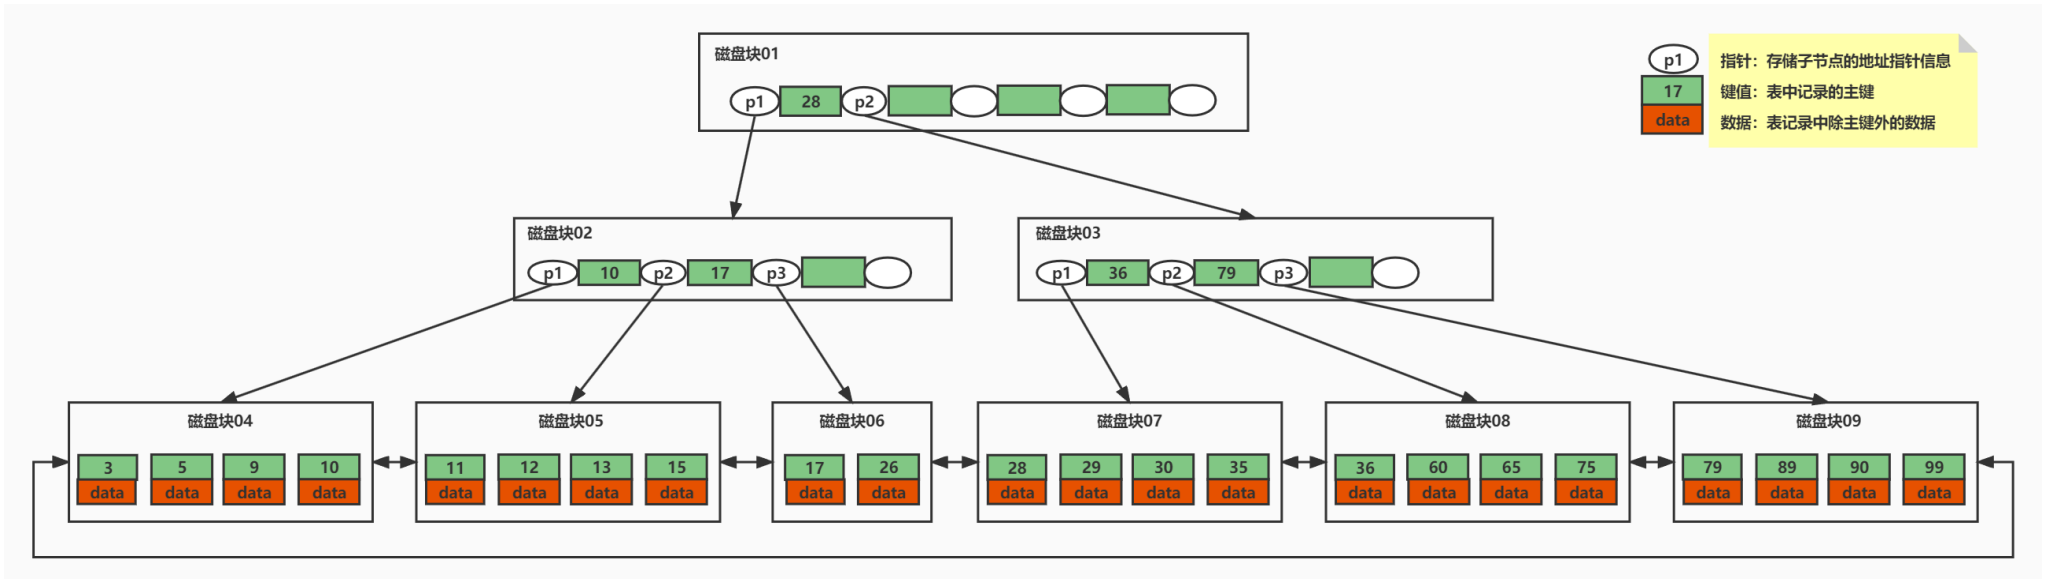 磁盘块01
p1 28 p2
p1 指针：存储子节点的地址指针信息
17 键值：表中记录的主键
data 数据：表记录中除主键外的数据
磁盘块02
p1 10 p2 17 p3
磁盘块03
p1 36 p2 79 p3
磁盘块04
3 5 9 10
data data data data
磁盘块05
11 12 13 15
data data data data
磁盘块06
17 26
data data
磁盘块07
28 29 30 35
data data data data
磁盘块08
36 60 65 75
data data data data
磁盘块09
79 89 90 99
data data data data